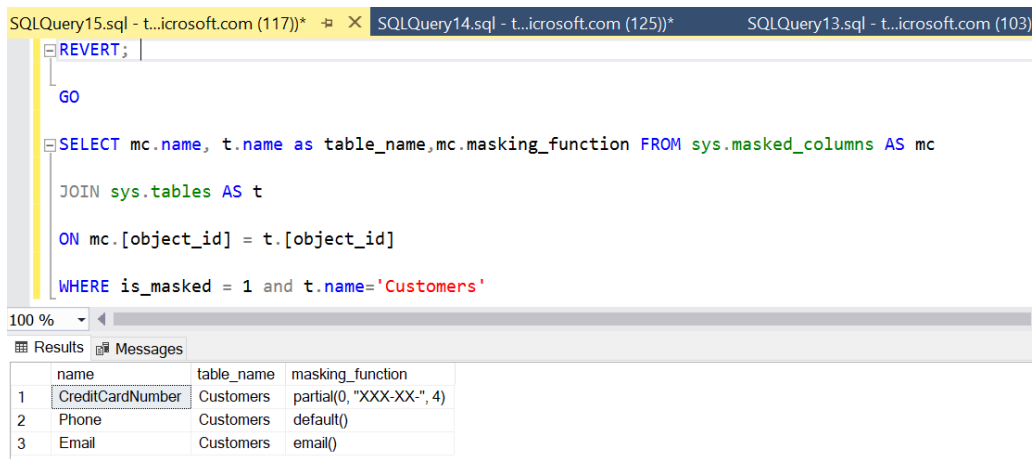 SQLQuery15.sql - t...icrosoft.com (117))* SQLQuery14.sql - t...icrosoft.com (125))* SQLQuery13.sql - t...icrosoft.com (103)
REVERT;
GO
SELECT mc.name, t.name as table_name,mc.masking_function FROM sys.masked_columns AS mc
JOIN sys.tables AS t
ON mc.[object_id] = t.[object_id]
WHERE is_masked = 1 and t.name='Customers'
100 %
Results Messages
name table_name masking_function
1 CreditCardNumber Customers partial(0, "XXX-XX-", 4)
2 Phone Customers default()
3 Email Customers email()